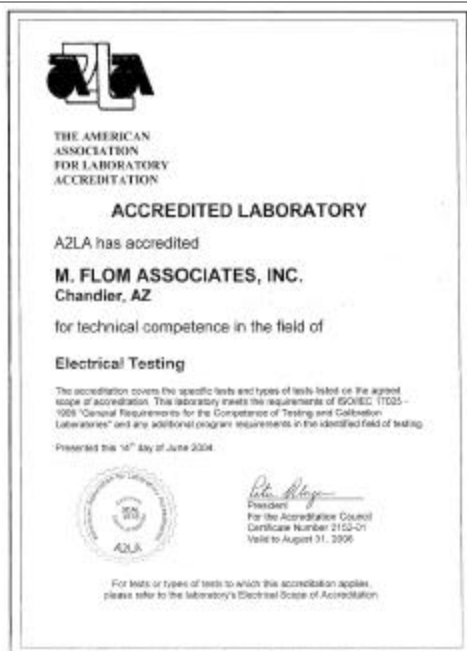 A2LA
THE AMERICAN
ASSOCIATION
FOR LABORATORY
ACCREDITATION
ACCREDITED LABORATORY
A2LA has accredited
M. FLOM ASSOCIATES, INC.
Chandler, AZ
for technical competence in the field of
Electrical Testing
The accreditation covers the specific tests and types of tests listed on the agreed
scope of accreditation. This laboratory meets the requirements of ISO/IEC 17025 -
1999 "General Requirements for the Competence of Testing and Calibration
Laboratories" and any additional program requirements in the identified field of testing.
Presented this 14th day of June 2004.
SEAL
A2LA
President
For the Accreditation Council
Certificate Number 2152-01
Valid to August 31, 2006
For tests or types of tests to which this accreditation applies,
please refer to the laboratory's Electrical Scope of Accreditation